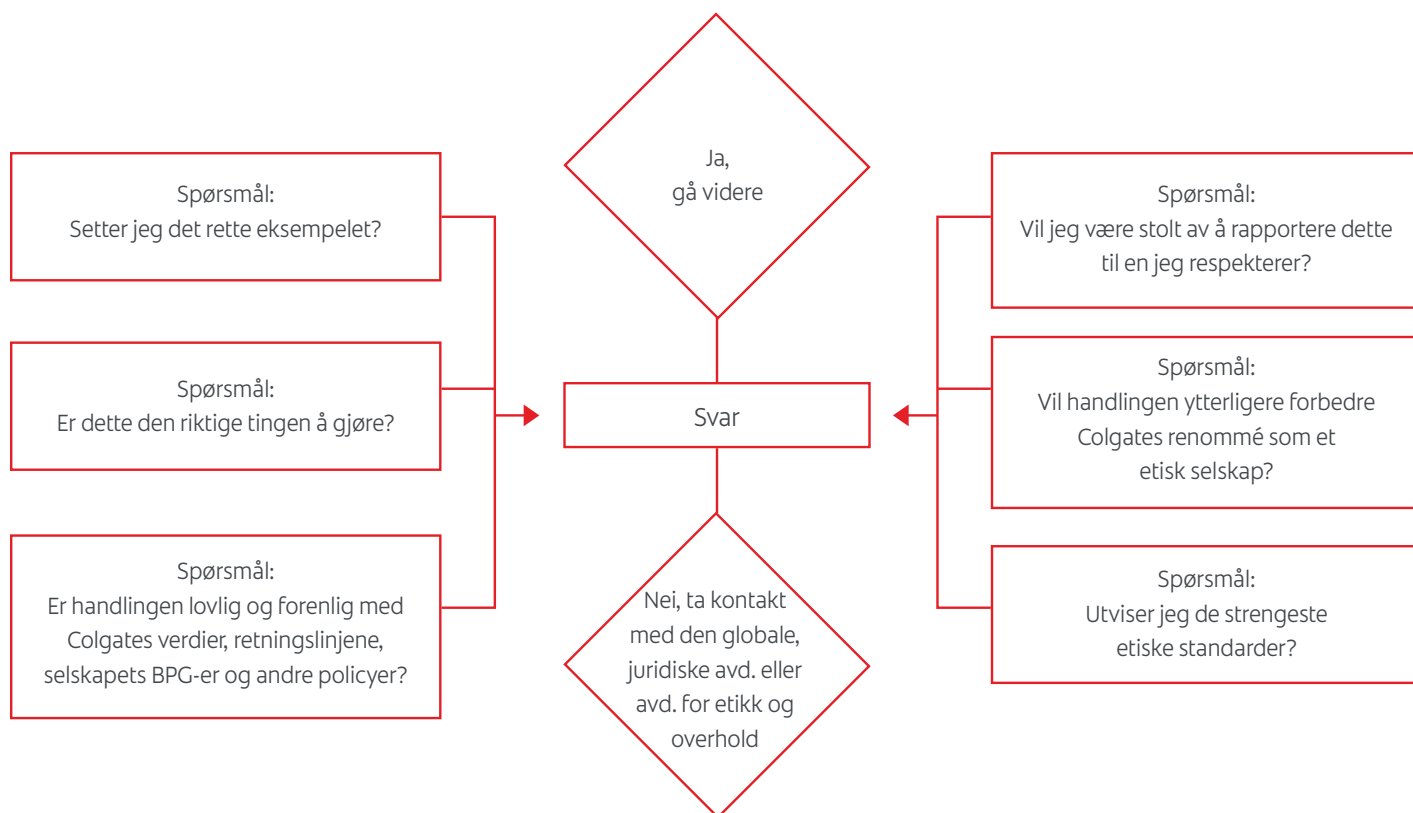 Spørsmål:
Setter jeg det rette eksempelet?
Spørsmål:
Er dette den riktige tingen å gjøre?
Spørsmål:
Er handlingen lovlig og forenlig med
Colgates verdier, retningslinjene,
selskapets BPG-er og andre policyer?
Ja,
gå videre
Svar
Nei, ta kontakt
med den globale,
juridiske avd. eller
avd. for etikk og
overhold
Spørsmål:
Vil jeg være stolt av å rapportere dette
til en jeg respekterer?
Spørsmål:
Vil handlingen ytterligere forbedre
Colgates renommé som et
etisk selskap?
Spørsmål:
Utviser jeg de strengeste
etiske standarder?